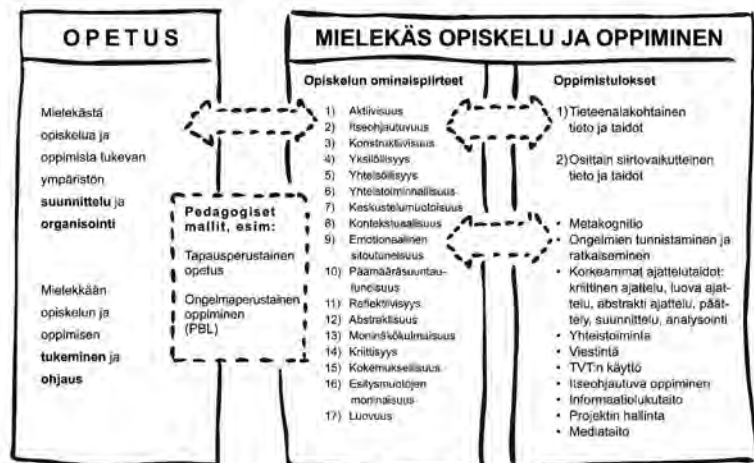 OPETUS
Mielekästä
opiskelua ja
oppimista tukevan
ympäristön
suunnittelu ja
organisointi
Mielekkään
opiskelun ja
oppimisen
tukeminen ja
ohjaus
Pedagogiset
mallit, esim:
Tapausperustainen
opetus
Ongelmaperustainen
oppiminen
(PBL)
MIELEKÄS OPISKELU JA OPPIMINEN
Opiskelun ominaispiirteet
1) Aktiivisuus
2) Itseohjautuvuus
3) Konstruktiivisuus
4) Yksilöllisyys
5) Yhteisöllisyys
6) Yhteistoiminnallisuus
7) Keskustelumuotoisuus
8) Kontekstuaalisuus
9) Emotionaalinen
sitoutuneisuus
10) Päämääräsuuntau-
tuneisuus
11) Reflektiivisyys
12) Abstraktisuus
13) Moninäkökulmaisuus
14) Kriittisyys
15) Kokemuksellisuus
16) Esitysmuotojen
moninaisuus
17) Luovuus
Oppimistulokset
1) Tieteenalakohtainen
tieto ja taidot
2) Osittain siirtovaikutteinen
tieto ja taidot
• Metakognitio
• Ongelmien tunnistaminen ja
ratkaiseminen
• Korkeammat ajattelutaidot:
kriittinen ajattelu, luova ajat-
telu, abstrakti ajattelu, päät-
tely, suunnittelu, analysointi
• Yhteistoiminta
• Viestintä
• TVT:n käyttö
• Itseohjautuva oppiminen
• Informaatiolukutaito
• Projektin hallinta
• Mediataito